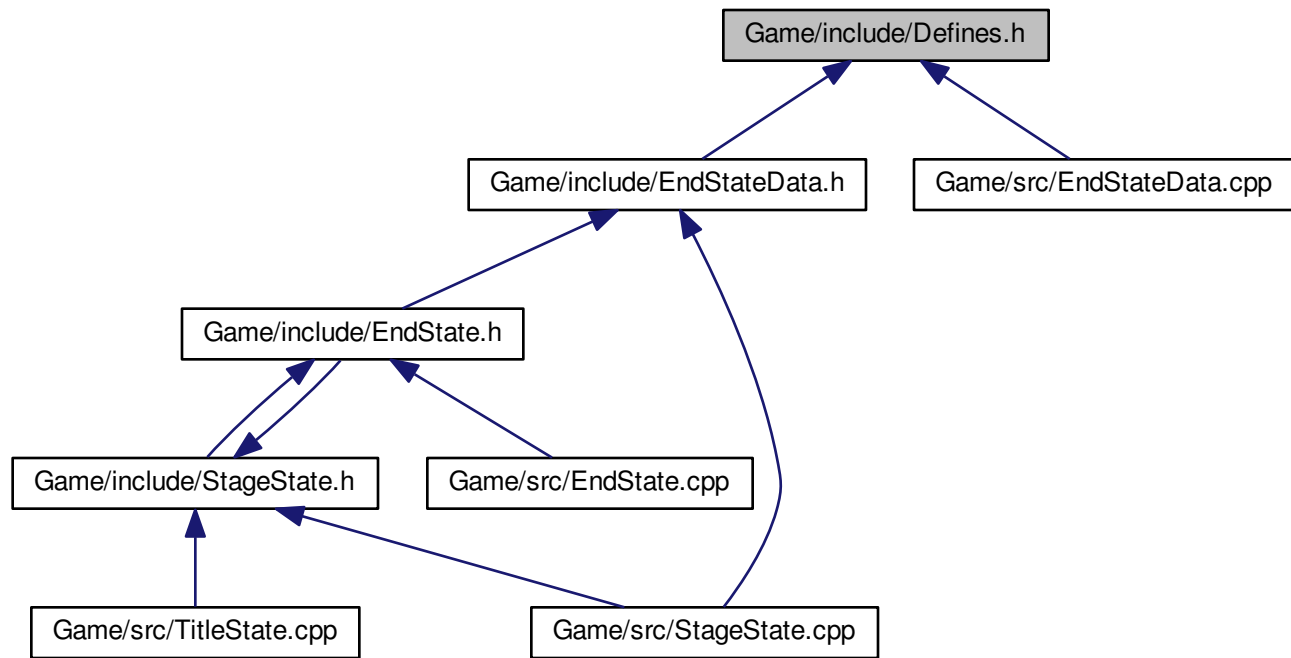 Game/include/Defines.h
Game/include/EndStateData.h
Game/src/EndStateData.cpp
Game/include/EndState.h
Game/include/StageState.h
Game/src/EndState.cpp
Game/src/TitleState.cpp
Game/src/StageState.cpp